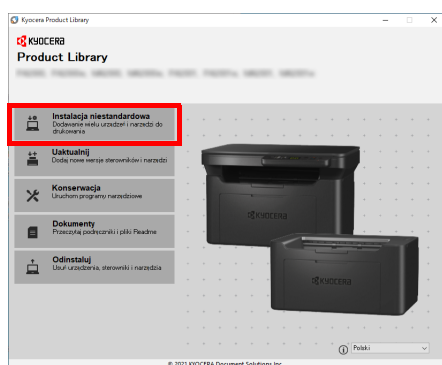 Kyocera Product Library
KYOCERA
Product Library
Instalacja niestandardowa
Dodawanie wielu urządzeń i narzędzi do
drukowania
Uaktualnij
Dodaj nowe wersje sterowników i narzędzi
Konserwacja
Uruchom programy narzędziowe
Dokumenty
Przeczytaj podręczniki i pliki Readme
Odinstaluj
Usuń urządzenia, sterowniki i narzędzia
KYOCERA
KYOCERA
Polski
© 2021 KYOCERA Document Solutions Inc.